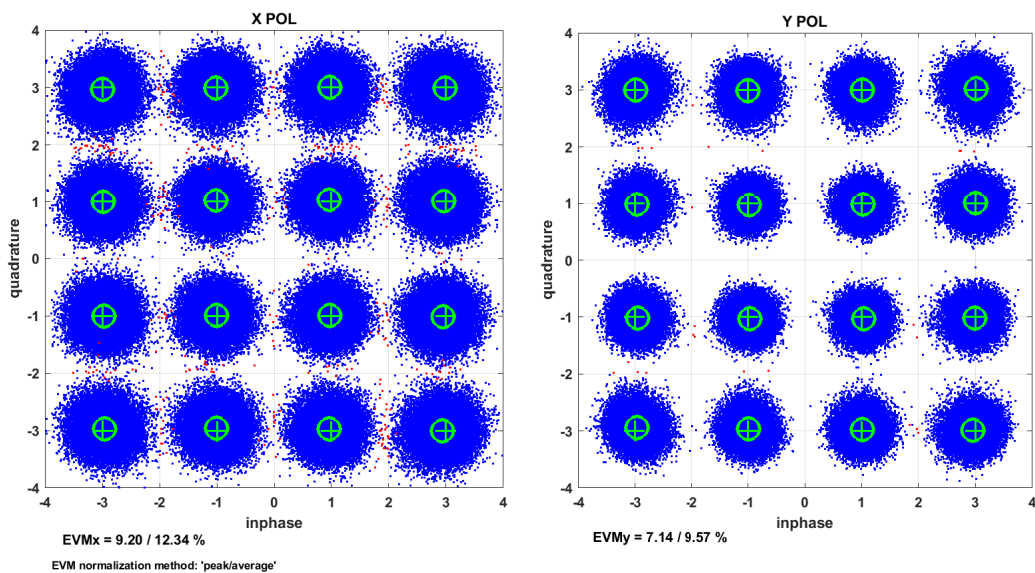 X POL
4
3
2
1
0
-1
-2
-3
-4
quadrature
-4 -3 -2 -1 0 1 2 3 4
inphase
EVMx = 9.20 / 12.34 %
EVM normalization method: 'peak/average'
Y POL
4
3
2
1
0
-1
-2
-3
-4
quadrature
-4 -3 -2 -1 0 1 2 3 4
inphase
EVMy = 7.14 / 9.57 %